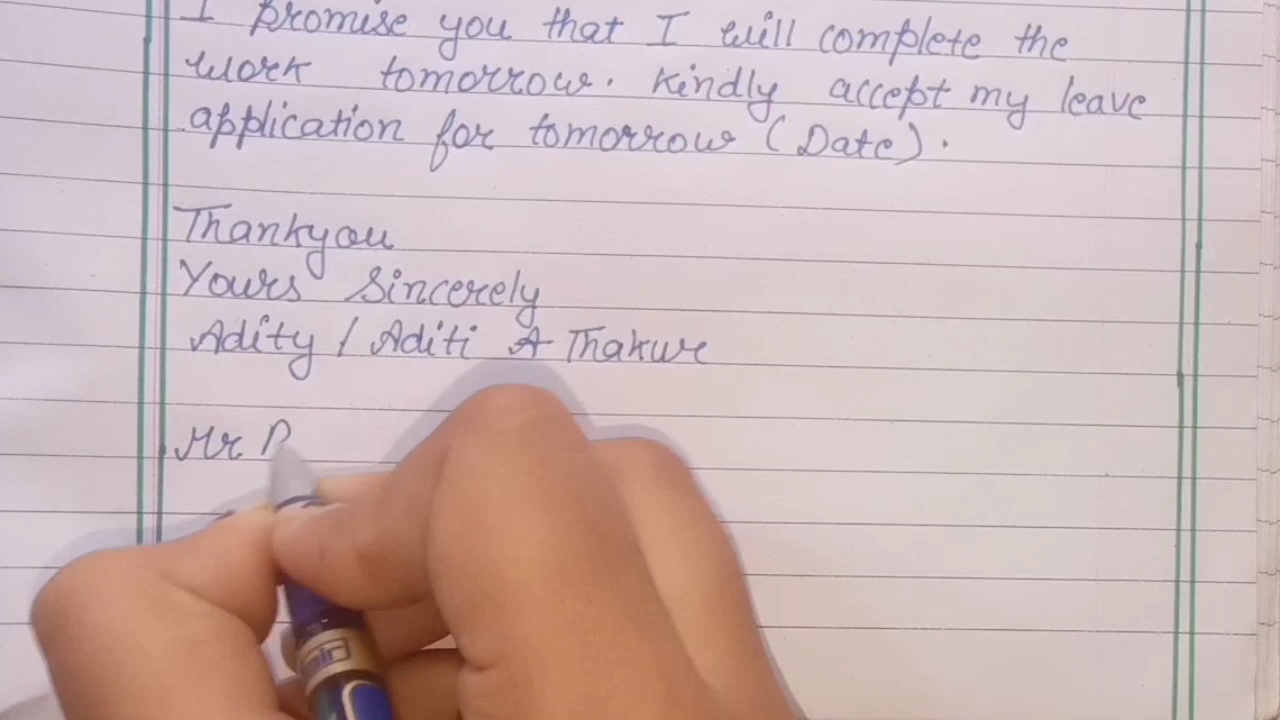 I promise you that I will complete the
work tomorrow. Kindly accept my leave
application for tomorrow (Date).
Thankyou
Yours Sincerely
Adity / Aditi A Thakur
Mr